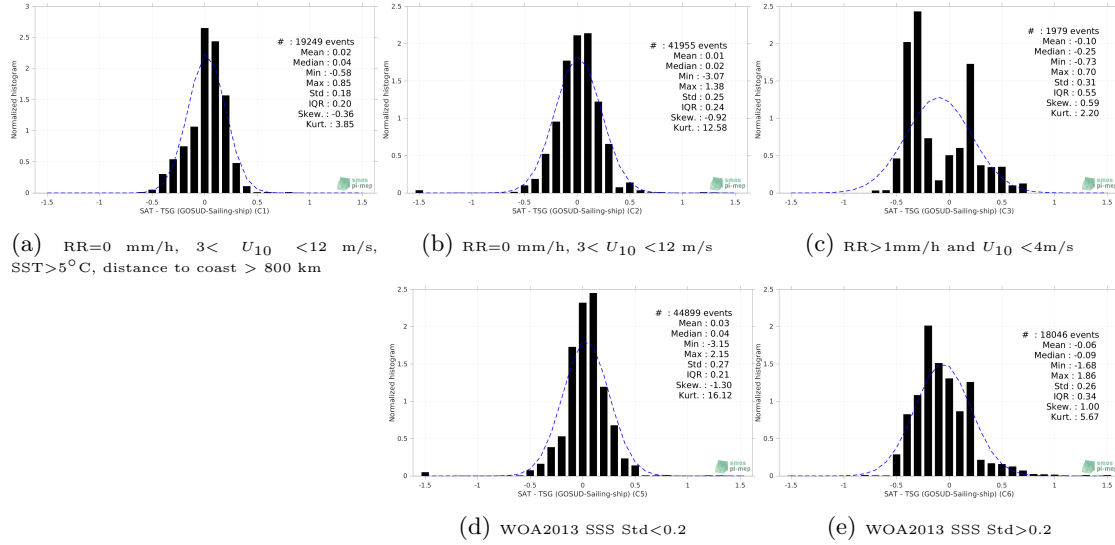 Normalized histogram
3
2.5
2
1.5
1
0.5
0
-1.5 -1 -0.5 0 0.5 1 1.5
SAT - TSG (GOSUD-Sailing-ship) (C1)
# : 19249 events
Mean : 0.02
Median : 0.04
Min : -0.58
Max : 0.85
Std : 0.18
IQR : 0.20
Skew. : -0.36
Kurt. : 3.85
smos
pi-mep
(a) RR=0 mm/h, 3< U10 <12 m/s,
SST>5°C, distance to coast > 800 km
Normalized histogram
2.5
2
1.5
1
0.5
0
-1.5 -1 -0.5 0 0.5 1 1.5
SAT - TSG (GOSUD-Sailing-ship) (C2)
# : 41955 events
Mean : 0.01
Median : 0.02
Min : -3.07
Max : 1.38
Std : 0.25
IQR : 0.24
Skew. : -0.92
Kurt. : 12.58
smos
pi-mep
(b) RR=0 mm/h, 3< U10 <12 m/s
Normalized histogram
2.5
2
1.5
1
0.5
0
-1.5 -1 -0.5 0 0.5 1 1.5
SAT - TSG (GOSUD-Sailing-ship) (C3)
# : 1979 events
Mean : -0.10
Median : -0.25
Min : -0.73
Max : 0.70
Std : 0.31
IQR : 0.55
Skew. : 0.59
Kurt. : 2.20
smos
pi-mep
(c) RR>1mm/h and U10 <4m/s
Normalized histogram
2.5
2
1.5
1
0.5
0
-1.5 -1 -0.5 0 0.5 1 1.5
SAT - TSG (GOSUD-Sailing-ship) (C5)
# : 44899 events
Mean : 0.03
Median : 0.04
Min : -3.15
Max : 2.15
Std : 0.27
IQR : 0.21
Skew. : -1.30
Kurt. : 16.12
smos
pi-mep
(d) WOA2013 SSS Std<0.2
Normalized histogram
2.5
2
1.5
1
0.5
0
-1.5 -1 -0.5 0 0.5 1 1.5
SAT - TSG (GOSUD-Sailing-ship) (C6)
# : 18046 events
Mean : -0.06
Median : -0.09
Min : -1.68
Max : 1.86
Std : 0.26
IQR : 0.34
Skew. : 1.00
Kurt. : 5.67
smos
pi-mep
(e) WOA2013 SSS Std>0.2